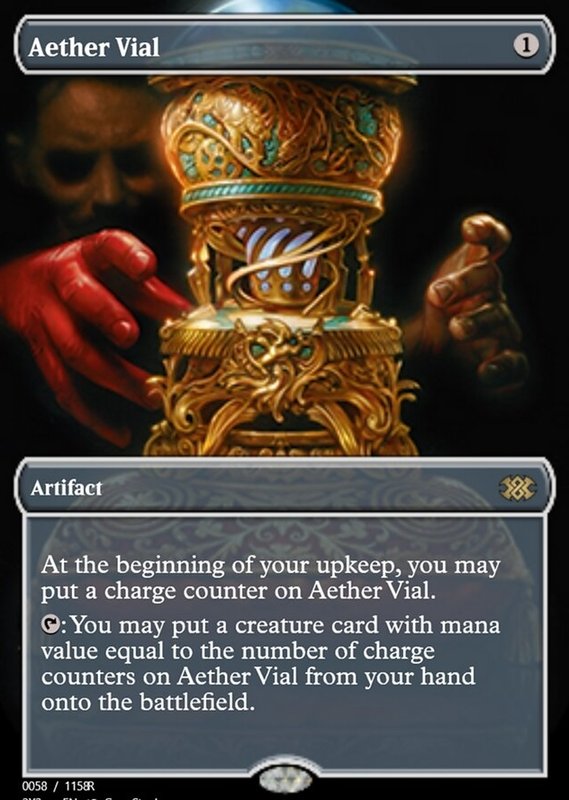 Aether Vial
1
Artifact
At the beginning of your upkeep, you may
put a charge counter on Aether Vial.
: You may put a creature card with mana
value equal to the number of charge
counters on Aether Vial from your hand
onto the battlefield.
0058 / 1158R